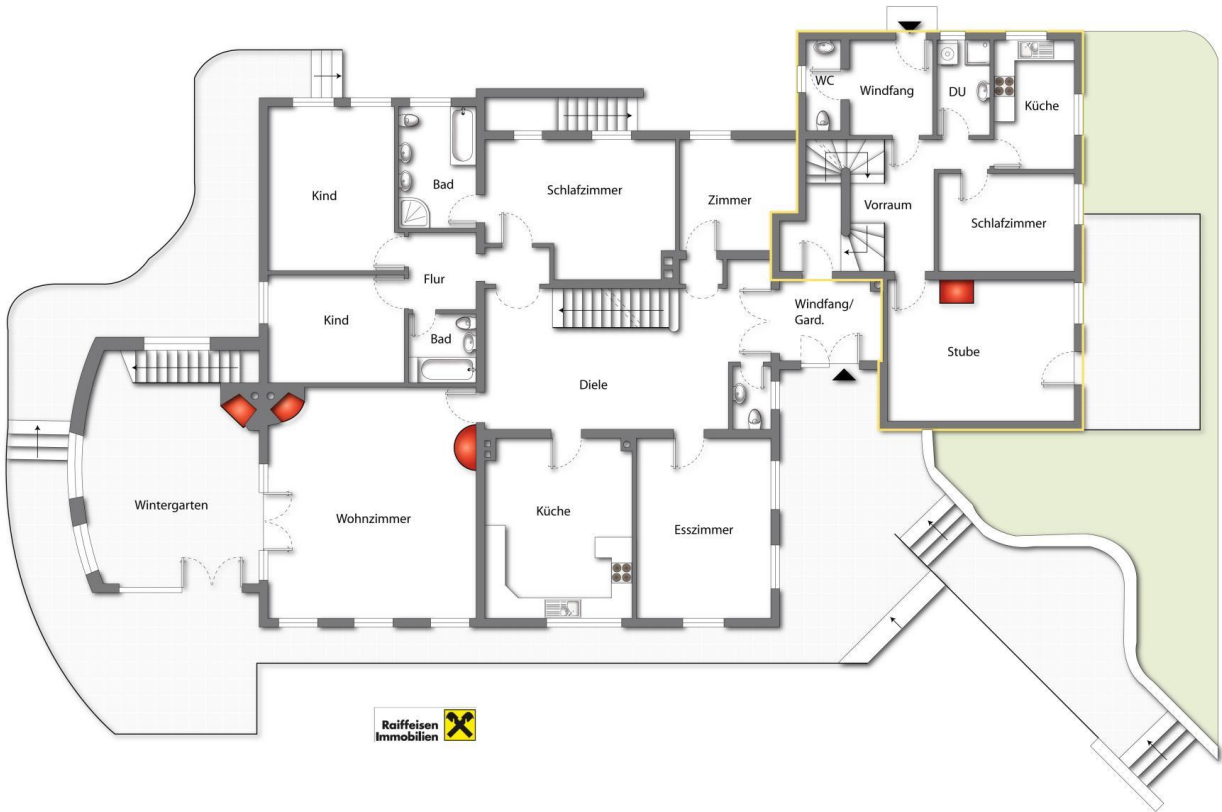 WC
Windfang
DU
Küche
Kind
Bad
Schlafzimmer
Zimmer
Vorraum
Schlafzimmer
Flur
Kind
Bad
Windfang/
Gard.
Stube
Diele
Wintergarten
Wohnzimmer
Küche
Esszimmer
Raiffeisen
Immobilien